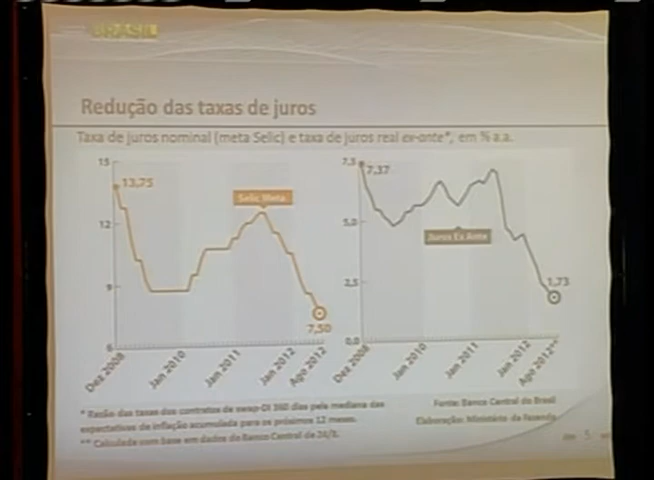 BRASIL
Redução das taxas de juros
Taxa de juros nominal (meta Selic) e taxa de juros real ex-ante*, em % a.a.
15
13,75
Selic Meta
12
9
7,50
6
Dez 2008
Jan 2010
Jan 2011
Jan 2012
Ago 2012
7,5
7,37
5,0
Juros Ex Ante
2,5
1,73
0,0
Dez 2008
Jan 2010
Jan 2011
Jan 2012
Ago 2012**
* Razão das taxas dos contratos de swap-DI 360 dias pela mediana das
expectativas de inflação acumulada para os próximos 12 meses.
** Calculada com base em dados do Banco Central de 26/8.
Fonte: Banco Central do Brasil
Elaboração: Ministério da Fazenda
5